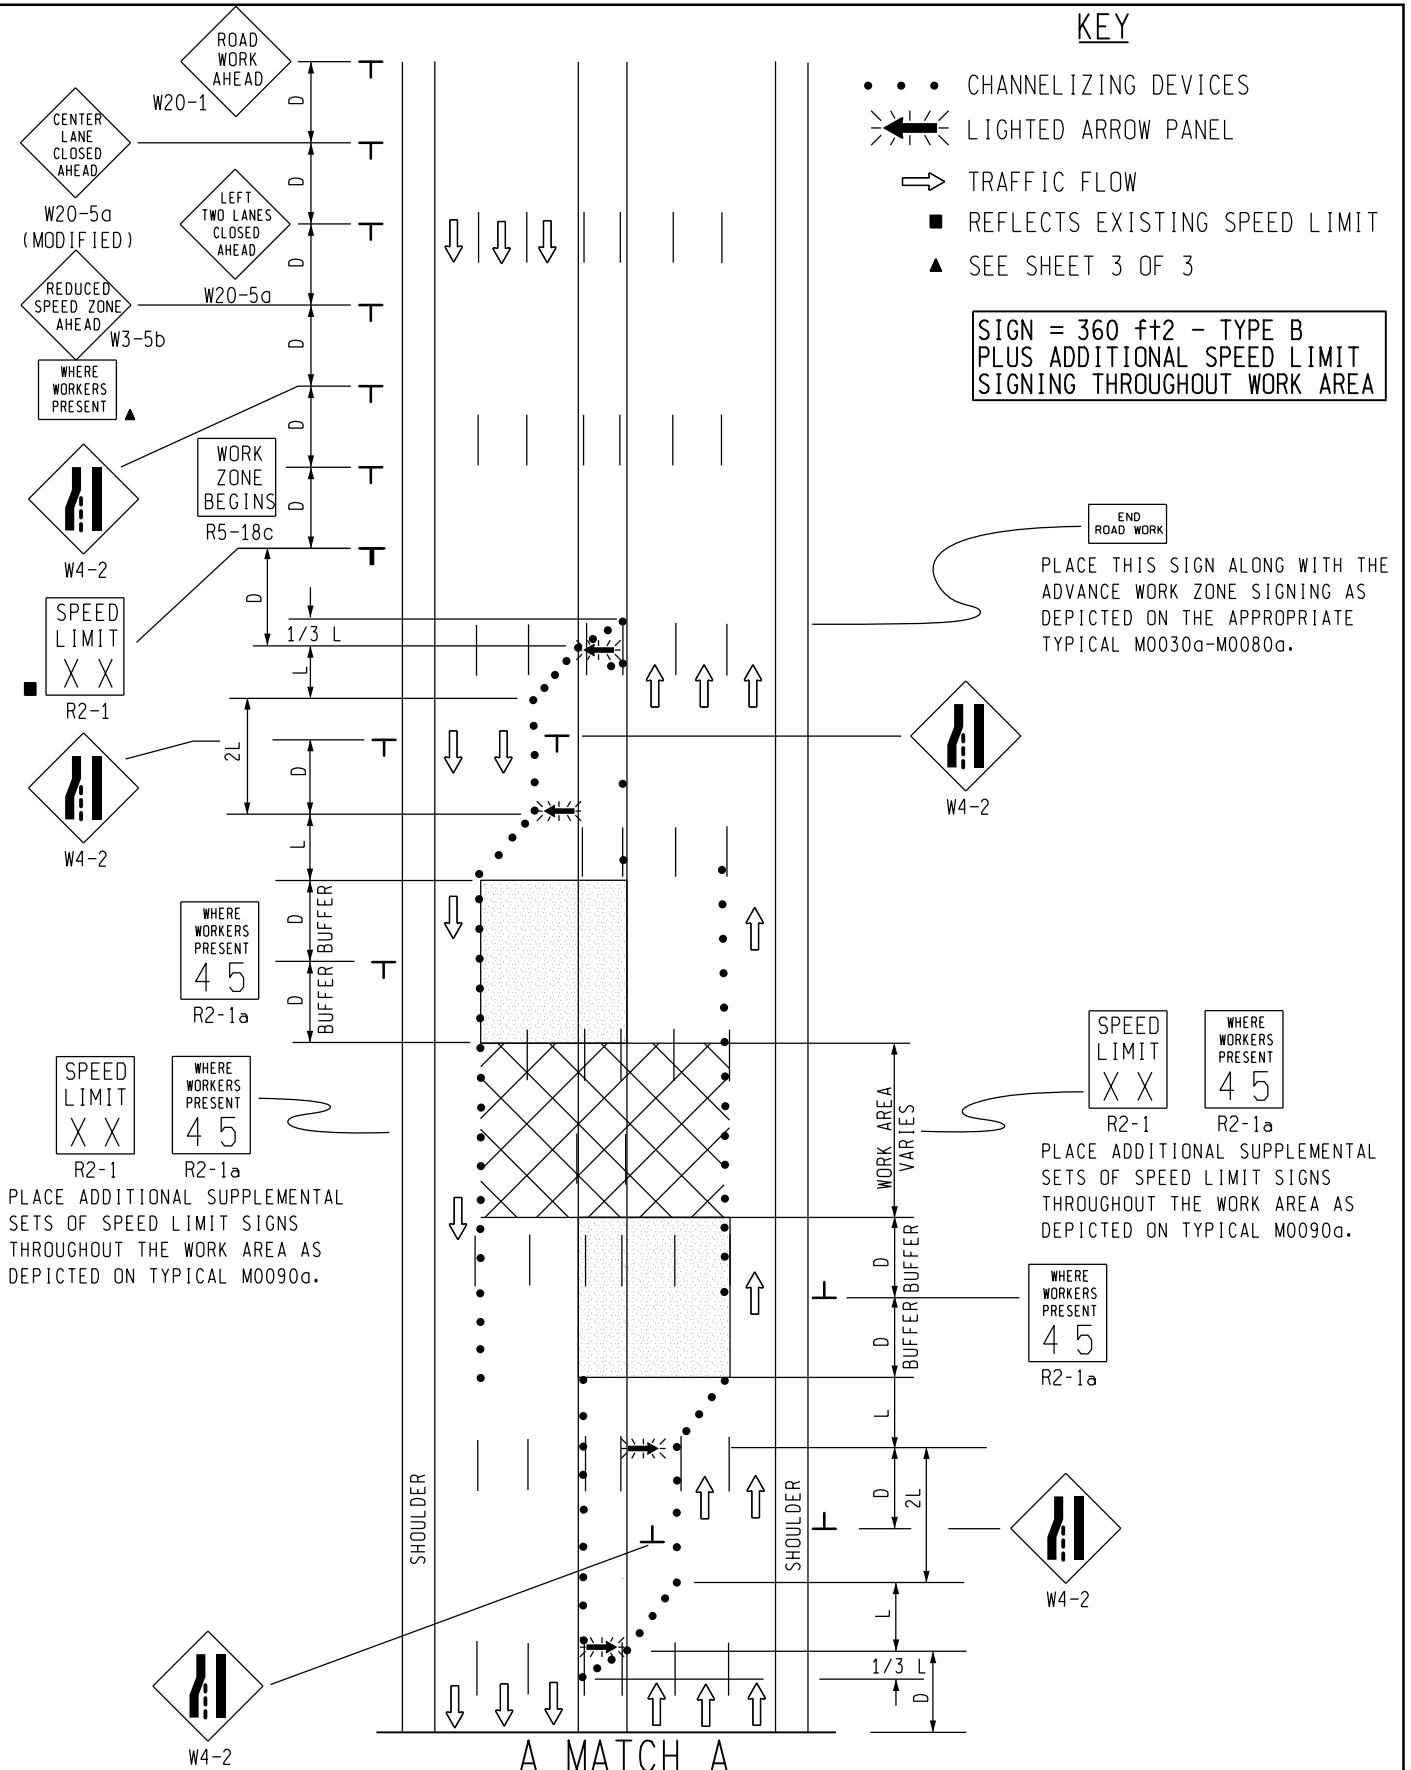 KEY
CHANNELIZING DEVICES
LIGHTED ARROW PANEL
TRAFFIC FLOW
REFLECTS EXISTING SPEED LIMIT
SEE SHEET 3 OF 3
SIGN = 360 ft2 - TYPE B
PLUS ADDITIONAL SPEED LIMIT
SIGNING THROUGHOUT WORK AREA
ROAD
WORK
AHEAD
W20-1
D
CENTER
LANE
CLOSED
AHEAD
W20-5a
(MODIFIED)
D
LEFT
TWO LANES
CLOSED
AHEAD
W20-5a
D
REDUCED
SPEED ZONE
AHEAD
W3-5b
WHERE
WORKERS
PRESENT
D
W4-2
D
WORK
ZONE
BEGINS
R5-18c
D
SPEED
LIMIT
X X
R2-1
D
1/3 L
L
2L
D
W4-2
L
END
ROAD WORK
PLACE THIS SIGN ALONG WITH THE
ADVANCE WORK ZONE SIGNING AS
DEPICTED ON THE APPROPRIATE
TYPICAL M0030a-M0080a.
W4-2
D
BUFFER
WHERE
WORKERS
PRESENT
4 5
R2-1a
D
BUFFER
SPEED
LIMIT
X X
R2-1
WHERE
WORKERS
PRESENT
4 5
R2-1a
PLACE ADDITIONAL SUPPLEMENTAL
SETS OF SPEED LIMIT SIGNS
THROUGHOUT THE WORK AREA AS
DEPICTED ON TYPICAL M0090a.
WORK AREA
VARIES
SPEED
LIMIT
X X
R2-1
WHERE
WORKERS
PRESENT
4 5
R2-1a
PLACE ADDITIONAL SUPPLEMENTAL
SETS OF SPEED LIMIT SIGNS
THROUGHOUT THE WORK AREA AS
DEPICTED ON TYPICAL M0090a.
D
BUFFER
D
BUFFER
WHERE
WORKERS
PRESENT
4 5
R2-1a
L
D
2L
SHOULDER
SHOULDER
W4-2
L
1/3 L
D
W4-2
A MATCH A